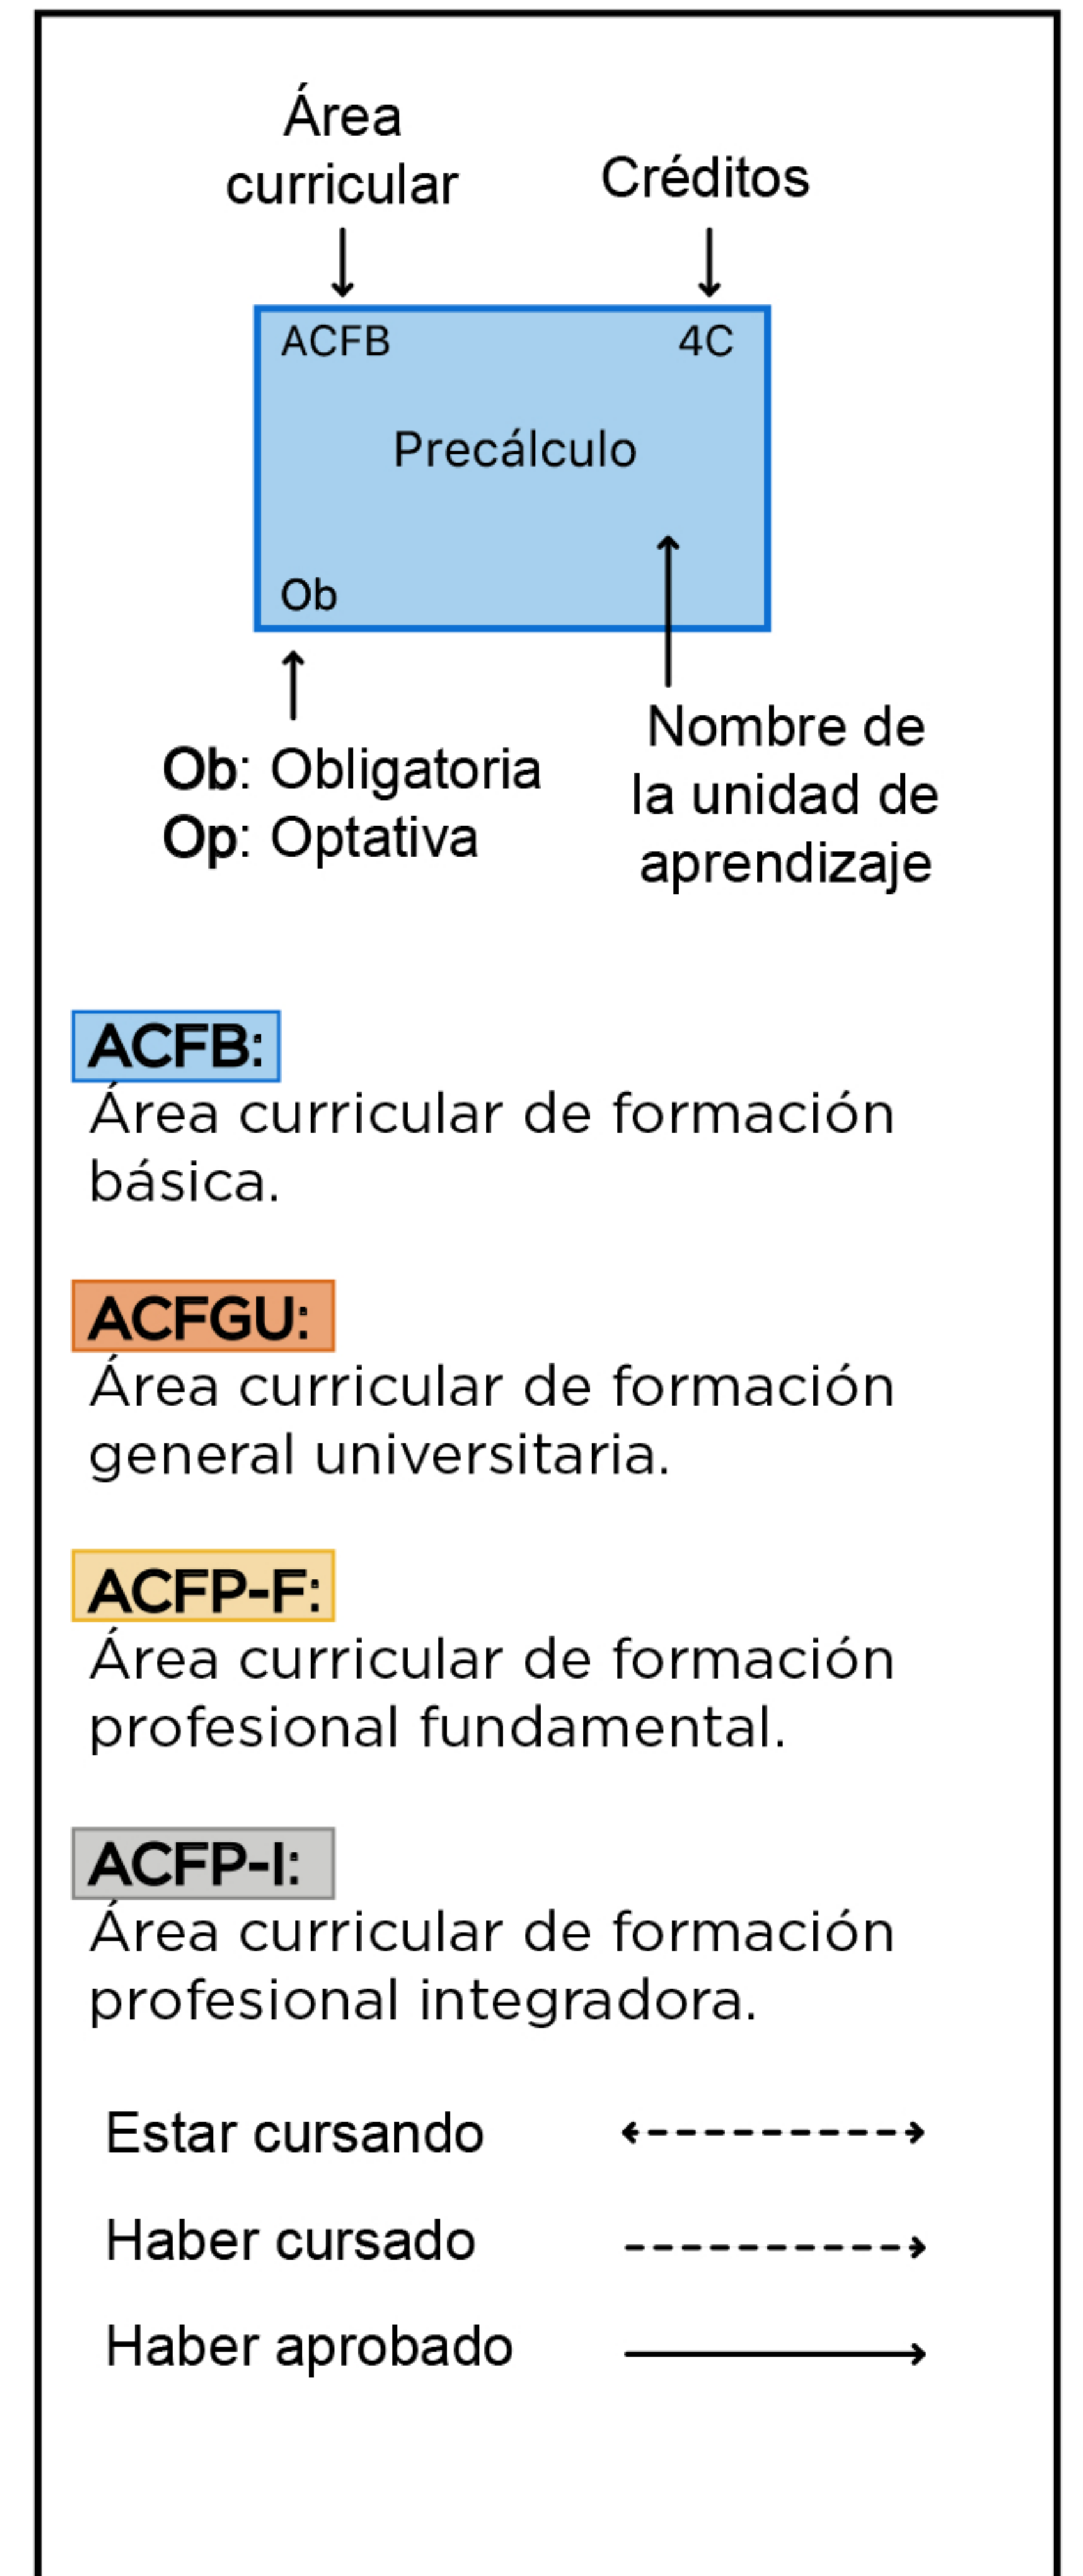 Área
curricular
Créditos
ACFB 4C
Precálculo
Ob
Ob: Obligatoria
Op: Optativa
Nombre de
la unidad de
aprendizaje
ACFB:
Área curricular de formación
básica.
ACFGU:
Área curricular de formación
general universitaria.
ACFP-F:
Área curricular de formación
profesional fundamental.
ACFP-I:
Área curricular de formación
profesional integradora.
Estar cursando
Haber cursado
Haber aprobado